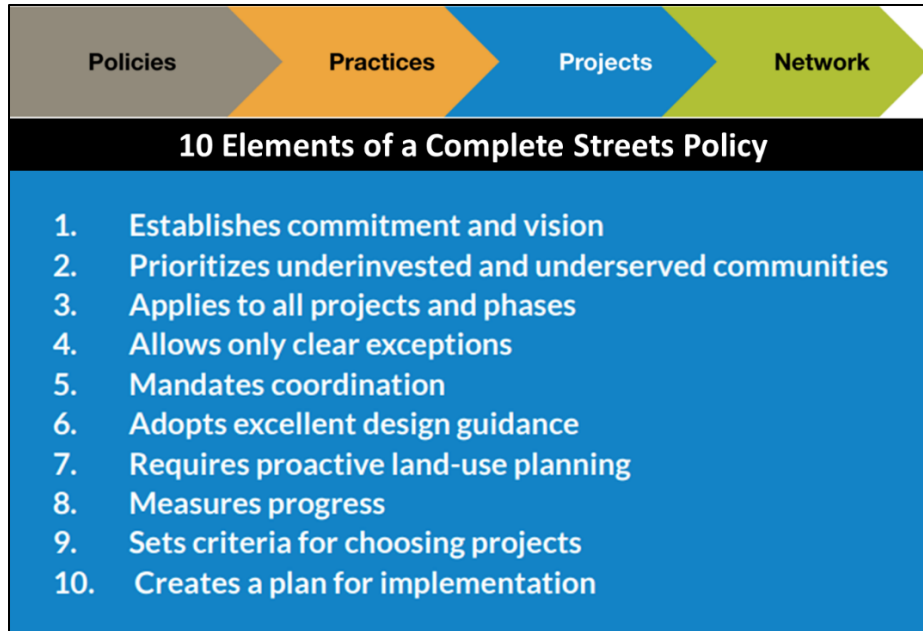 Policies Practices Projects Network
10 Elements of a Complete Streets Policy
1. Establishes commitment and vision
2. Prioritizes underinvested and underserved communities
3. Applies to all projects and phases
4. Allows only clear exceptions
5. Mandates coordination
6. Adopts excellent design guidance
7. Requires proactive land-use planning
8. Measures progress
9. Sets criteria for choosing projects
10. Creates a plan for implementation